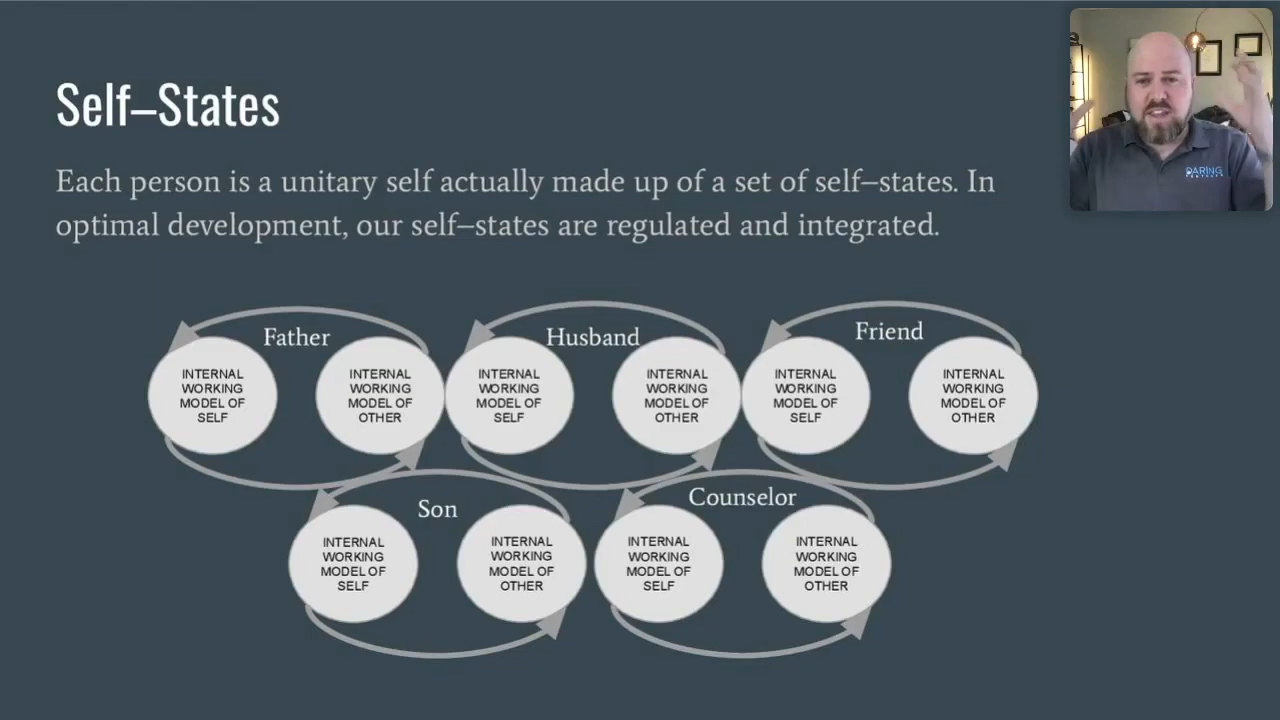 Self–States
Each person is a unitary self actually made up of a set of self–states. In
optimal development, our self–states are regulated and integrated.
Father
Husband
Friend
INTERNAL
WORKING
MODEL OF
SELF
INTERNAL
WORKING
MODEL OF
OTHER
INTERNAL
WORKING
MODEL OF
SELF
INTERNAL
WORKING
MODEL OF
OTHER
INTERNAL
WORKING
MODEL OF
SELF
INTERNAL
WORKING
MODEL OF
OTHER
Son
Counselor
INTERNAL
WORKING
MODEL OF
SELF
INTERNAL
WORKING
MODEL OF
OTHER
INTERNAL
WORKING
MODEL OF
SELF
INTERNAL
WORKING
MODEL OF
OTHER
DARING